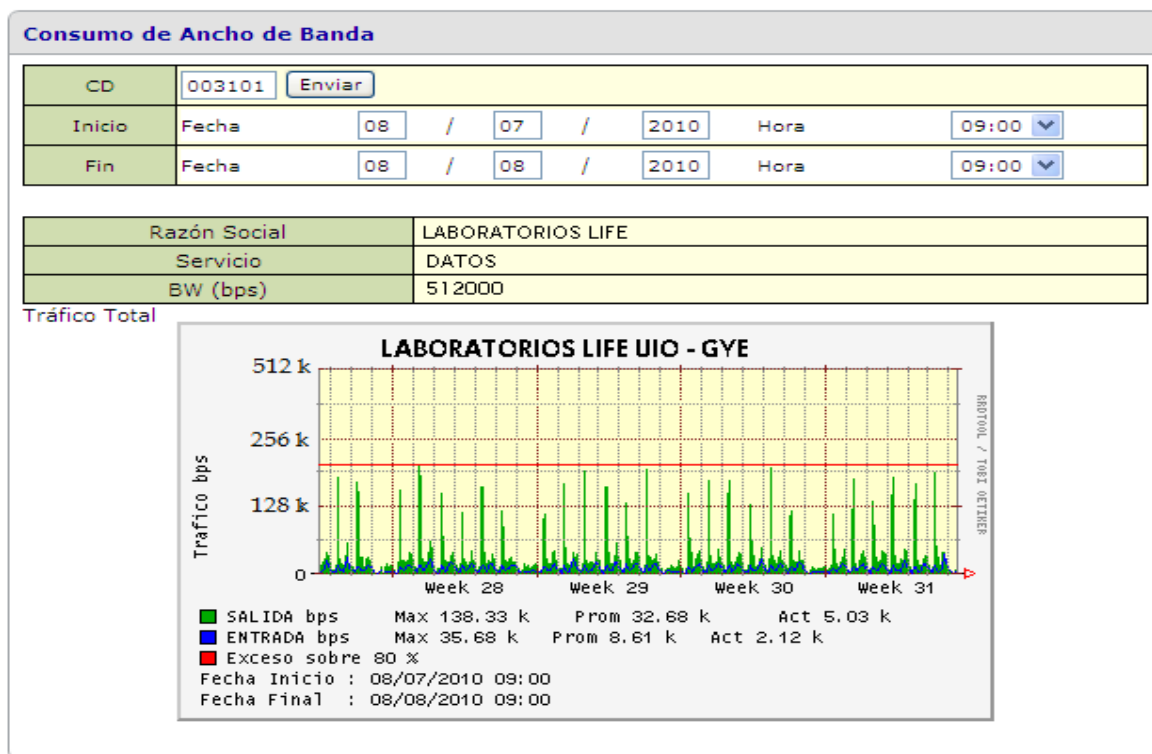 Consumo de Ancho de Banda
CD 003101 Enviar
Inicio Fecha 08 / 07 / 2010 Hora 09:00
Fin Fecha 08 / 08 / 2010 Hora 09:00
Razón Social LABORATORIOS LIFE
Servicio DATOS
BW (bps) 512000
Tráfico Total
LABORATORIOS LIFE UIO - GYE
512 k
256 k
128 k
0
Trafico bps
RRDTOOL / TOBI OETIKER
Week 28 Week 29 Week 30 Week 31
SALIDA bps Max 138.33 k Prom 32.68 k Act 5.03 k
ENTRADA bps Max 35.68 k Prom 8.61 k Act 2.12 k
Exceso sobre 80 %
Fecha Inicio : 08/07/2010 09:00
Fecha Final : 08/08/2010 09:00